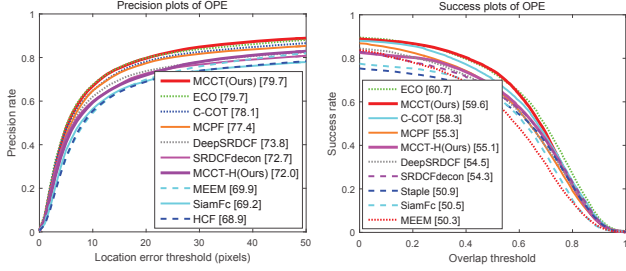 Precision plots of OPE
Precision rate
1
0.8
0.6
0.4
0.2
0
0
10
20
30
40
50
Location error threshold (pixels)
MCCT(Ours) [79.7]
ECO [79.7]
C-COT [78.1]
MCPF [77.4]
DeepSRDCF [73.8]
SRDCFdecon [72.7]
MCCT-H(Ours) [72.0]
MEEM [69.9]
SiamFc [69.2]
HCF [68.9]
Success plots of OPE
Success rate
1
0.8
0.6
0.4
0.2
0
0
0.2
0.4
0.6
0.8
1
Overlap threshold
ECO [60.7]
MCCT(Ours) [59.6]
C-COT [58.3]
MCPF [55.3]
MCCT-H(Ours) [55.1]
DeepSRDCF [54.5]
SRDCFdecon [54.3]
Staple [50.9]
SiamFc [50.5]
MEEM [50.3]